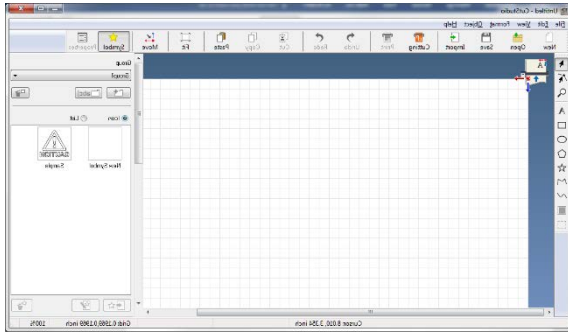 Untitled - CutStudio
File Edit View Format Object Help
New Open Save Import Cutting Print Undo Redo Cut Copy Paste Fit Move Symbol Properties
Group
Group1
Icon List
New Symbol Sample
CAUTION
Cursor 8.010, 3.354 inch
Grid: 0.1969, 0.1969 inch 100%